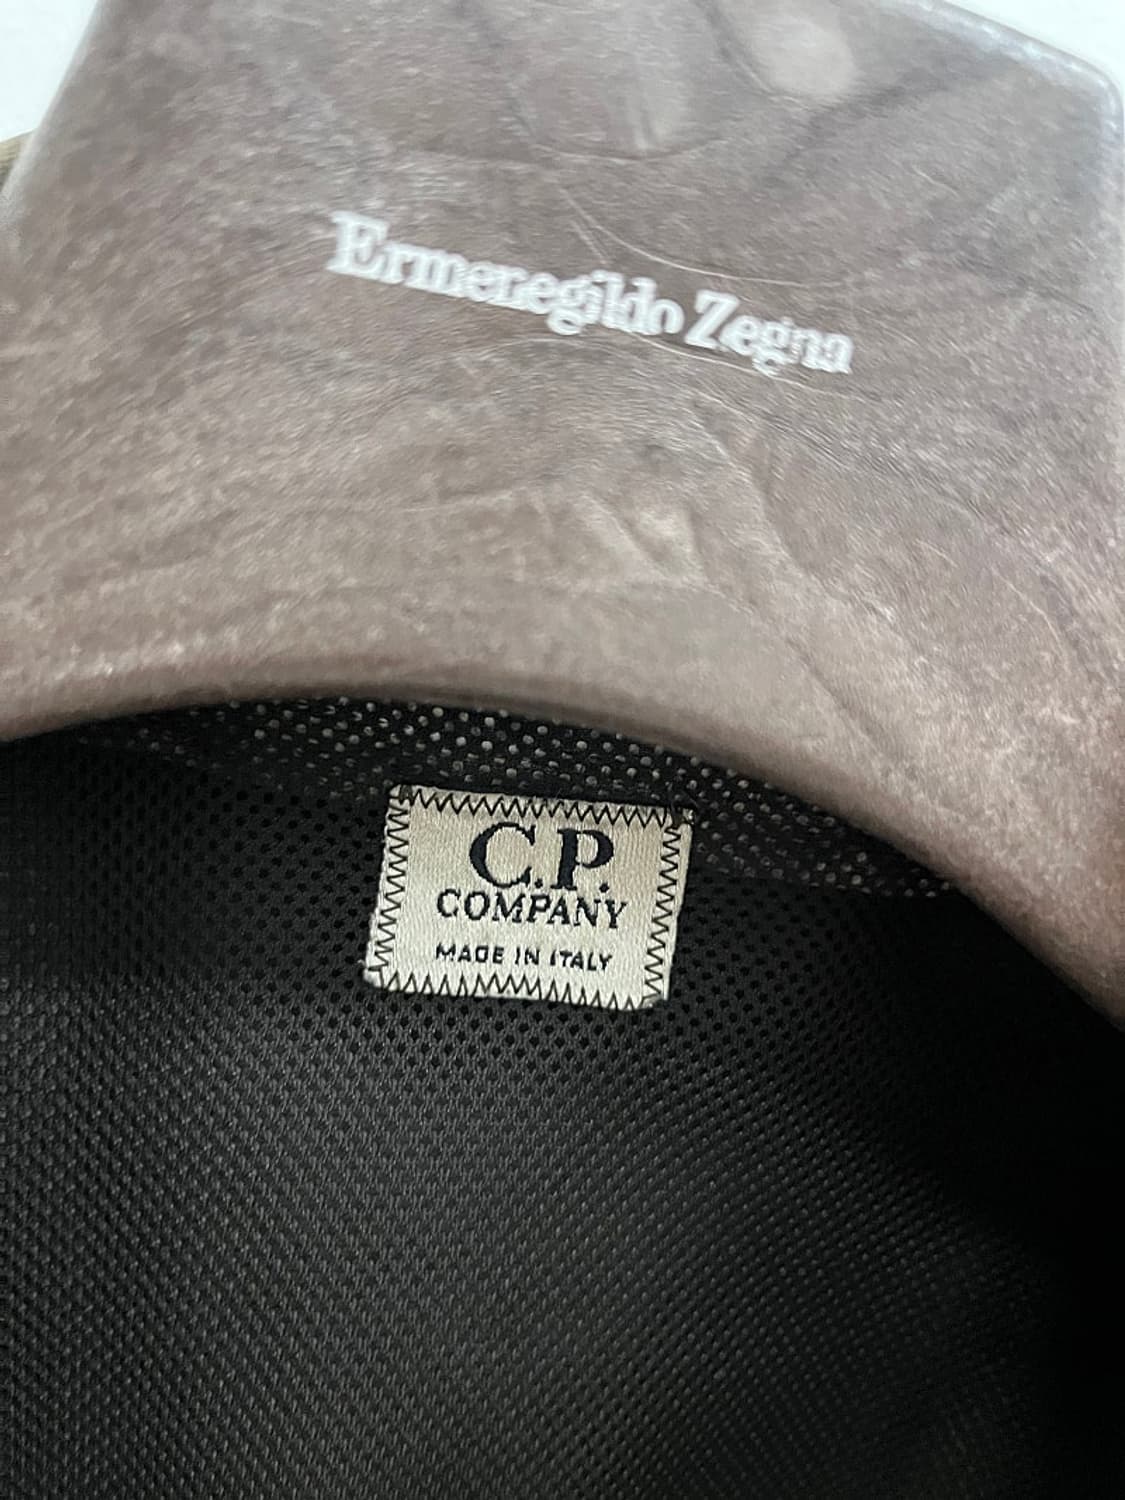 Ermenegildo Zegna
C.P.
COMPANY
MADE IN ITALY